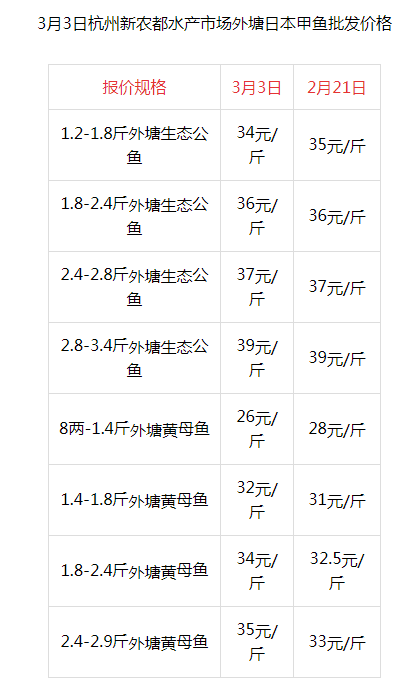 3月3日杭州新农都水产市场外塘日本甲鱼批发价格
报价规格 3月3日 2月21日
1.2-1.8斤外塘生态公鱼 34元/斤 35元/斤
1.8-2.4斤外塘生态公鱼 36元/斤 36元/斤
2.4-2.8斤外塘生态公鱼 37元/斤 37元/斤
2.8-3.4斤外塘生态公鱼 39元/斤 39元/斤
8两-1.4斤外塘黄母鱼 26元/斤 28元/斤
1.4-1.8斤外塘黄母鱼 32元/斤 31元/斤
1.8-2.4斤外塘黄母鱼 34元/斤 32.5元/斤
2.4-2.9斤外塘黄母鱼 35元/斤 33元/斤